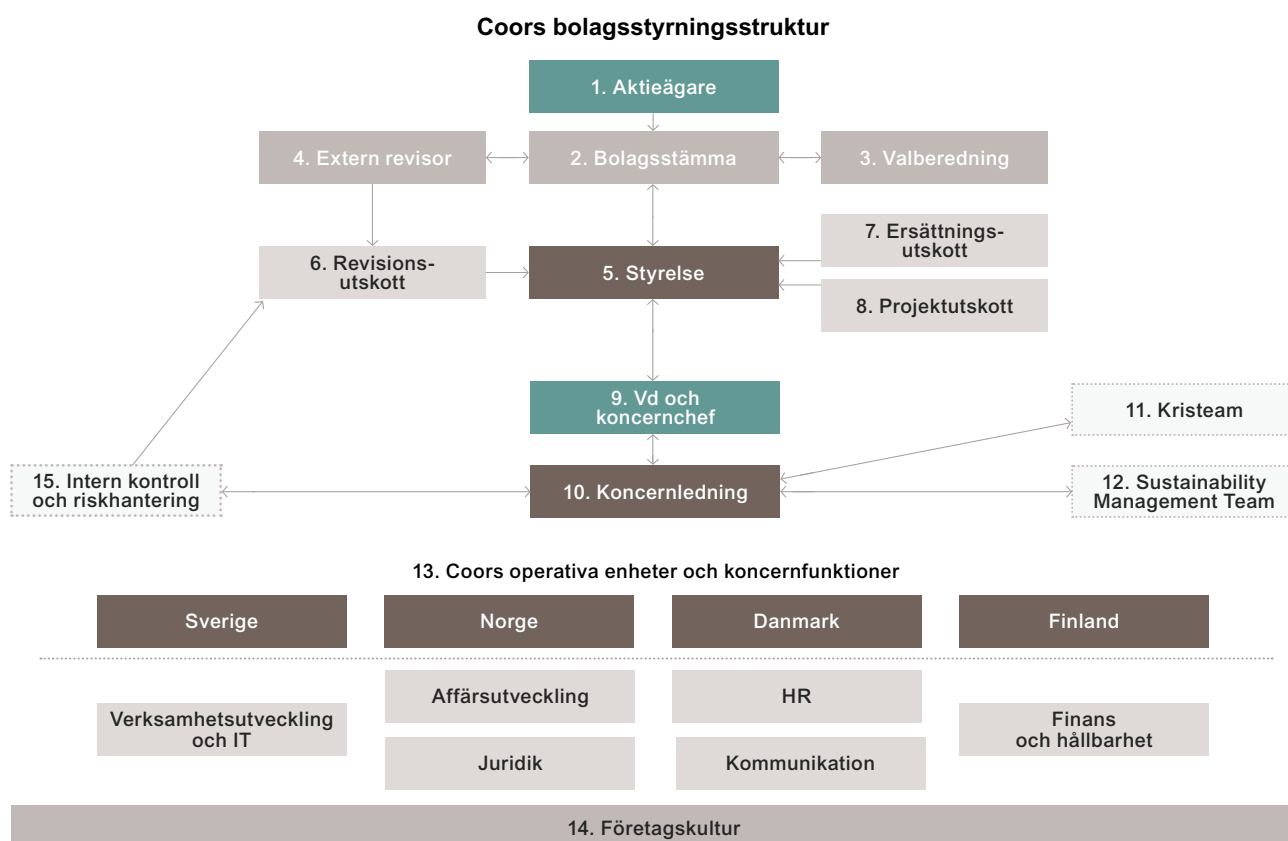 Coors bolagsstyrningsstruktur
1. Aktieägare
4. Extern revisor
2. Bolagsstämma
3. Valberedning
6. Revisions-
utskott
5. Styrelse
7. Ersättnings-
utskott
8. Projektutskott
9. Vd och
koncernchef
11. Kristeam
15. Intern kontroll
och riskhantering
10. Koncernledning
12. Sustainability
Management Team
13. Coors operativa enheter och koncernfunktioner
Sverige
Norge
Danmark
Finland
Verksamhetsutveckling
och IT
Affärsutveckling
Juridik
HR
Kommunikation
Finans
och hållbarhet
14. Företagskultur